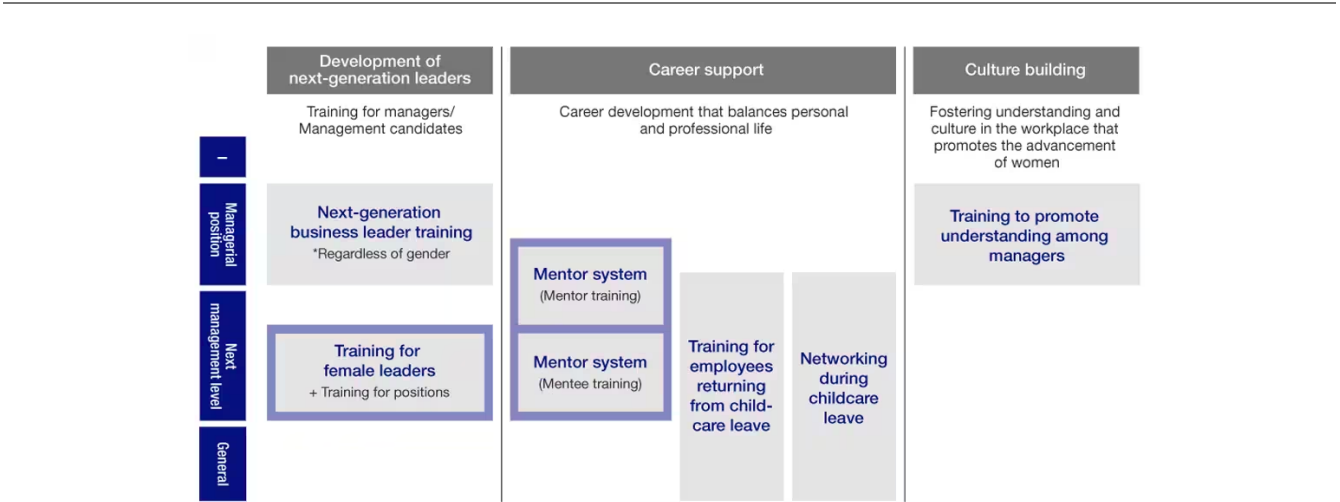 Development of
next-generation leaders
Career support
Culture building
Training for managers/
Management candidates
Career development that balances personal
and professional life
Fostering understanding and
culture in the workplace that
promotes the advancement
of women
Managerial
position
Next-generation
business leader training
*Regardless of gender
Training to promote
understanding among
managers
Mentor system
(Mentor training)
Next
management level
Training for
female leaders
+ Training for positions
Mentor system
(Mentee training)
Training for
employees
returning
from child-
care leave
Networking
during
childcare
leave
General